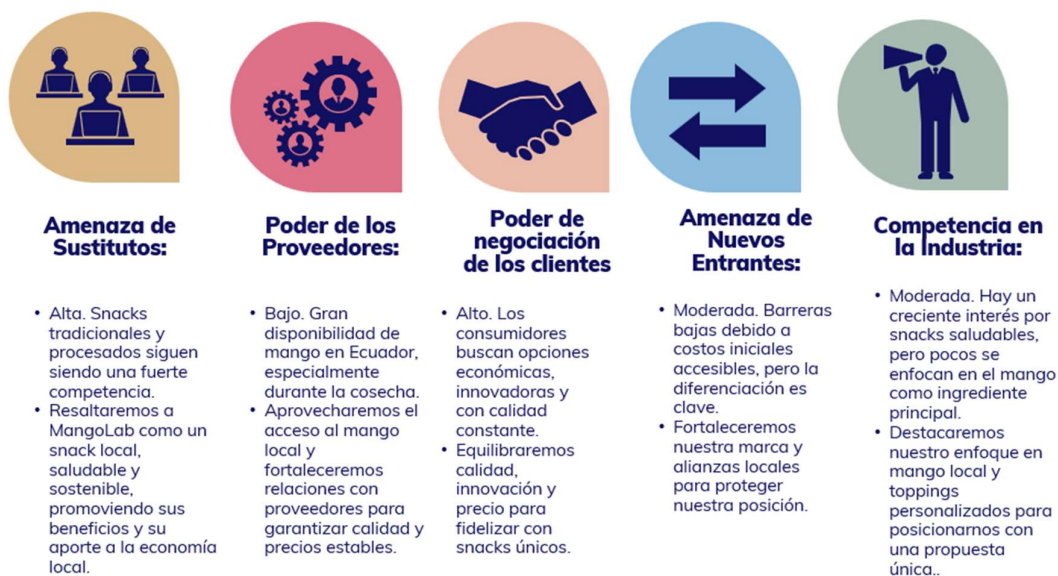 Amenaza de
Sustitutos:
• Alta. Snacks
tradicionales y
procesados siguen
siendo una fuerte
competencia.
• Resaltaremos a
MangoLab como un
snack local,
saludable y
sostenible,
promoviendo sus
beneficios y su
aporte a la economía
local.
Poder de los
Proveedores:
• Bajo. Gran
disponibilidad de
mango en Ecuador,
especialmente
durante la cosecha.
• Aprovecharemos el
acceso al mango
local y
fortaleceremos
relaciones con
proveedores para
garantizar calidad y
precios estables.
Poder de
negociación
de los clientes
• Alto. Los
consumidores
buscan opciones
económicas,
innovadoras y
con calidad
constante.
• Equilibraremos
calidad,
innovación y
precio para
fidelizar con
snacks únicos.
Amenaza de
Nuevos
Entrantes:
• Moderada. Barreras
bajas debido a
costos iniciales
accesibles, pero la
diferenciación es
clave.
• Fortaleceremos
nuestra marca y
alianzas locales
para proteger
nuestra posición.
Competencia en
la Industria:
• Moderada. Hay un
creciente interés por
snacks saludables,
pero pocos se
enfocan en el mango
como ingrediente
principal.
• Destacaremos
nuestro enfoque en
mango local y
toppings
personalizados para
posicionarnos con
una propuesta
única..